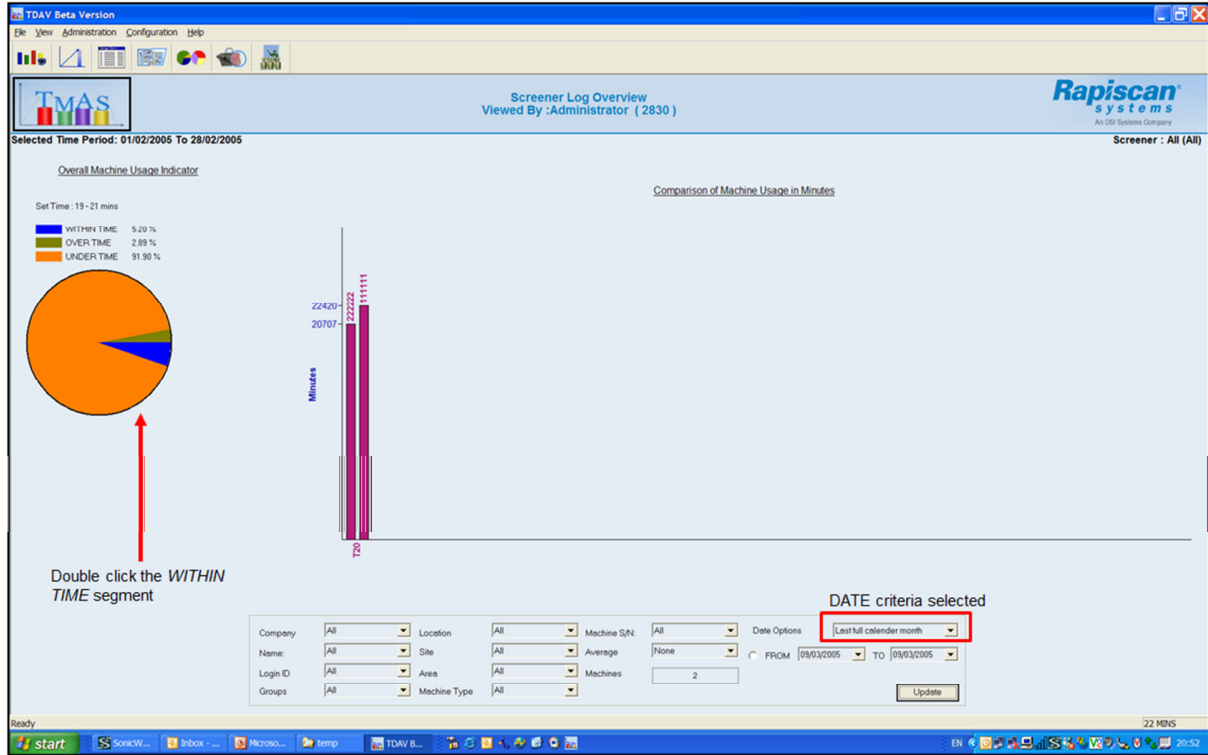 TDAV Beta Version
File View Administration Configuration Help
TMAS
Screener Log Overview
Viewed By :Administrator ( 2830 )
Rapiscan
systems
An OSI Systems Company
Selected Time Period: 01/02/2005 To 28/02/2005
Screener : All (All)
Overall Machine Usage Indicator
Comparison of Machine Usage in Minutes
Set Time : 19 - 21 mins
WITHIN TIME 5.20 %
OVER TIME 2.89 %
UNDER TIME 91.90 %
22420
20707
222222
111111
Minutes
T20
Double click the WITHIN
TIME segment
DATE criteria selected
Company All Location All Machine S/N: All Date Options Last full calender month
Name: All Site All Average None FROM 09/03/2005 TO 09/03/2005
Login ID All Area All Machines 2
Groups All Machine Type All Update
Ready 22 MINS
start SonicW... Inbox - ... Microso... temp TDAV B... EN 20:52